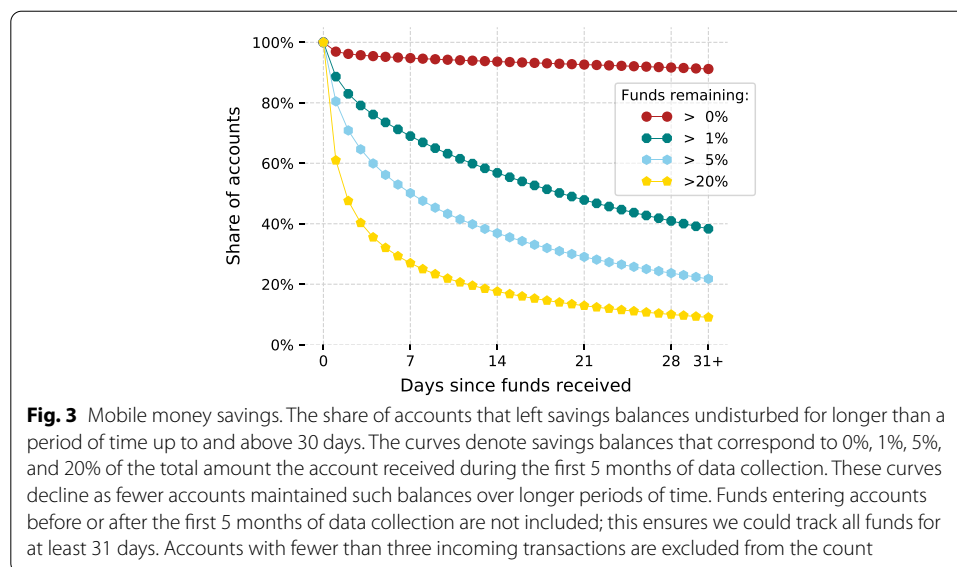 100%
80%
60%
40%
20%
0%
Share of accounts
Funds remaining:
> 0%
> 1%
> 5%
>20%
0 7 14 21 28 31+
Days since funds received
Fig. 3 Mobile money savings. The share of accounts that left savings balances undisturbed for longer than a
period of time up to and above 30 days. The curves denote savings balances that correspond to 0%, 1%, 5%,
and 20% of the total amount the account received during the first 5 months of data collection. These curves
decline as fewer accounts maintained such balances over longer periods of time. Funds entering accounts
before or after the first 5 months of data collection are not included; this ensures we could track all funds for
at least 31 days. Accounts with fewer than three incoming transactions are excluded from the count